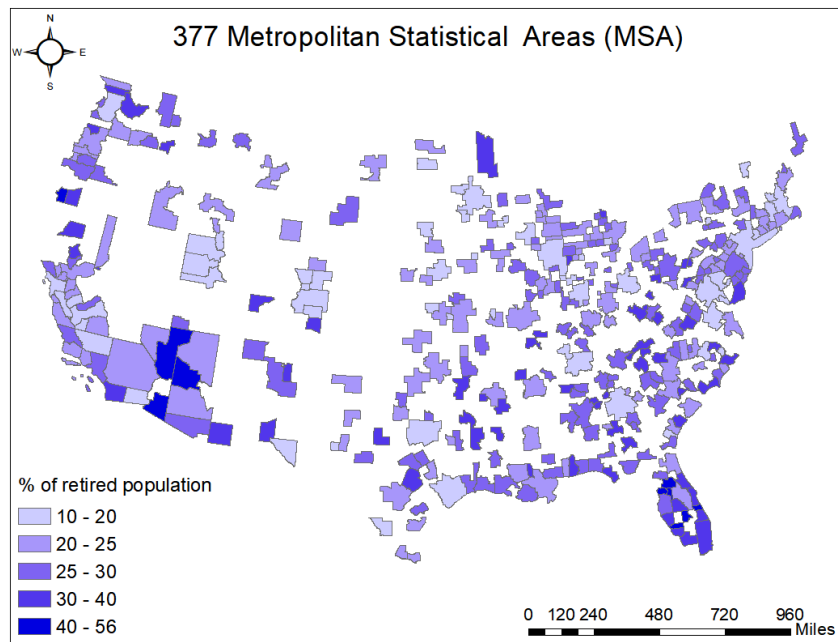 377 Metropolitan Statistical Areas (MSA)
N
W E
S
% of retired population
10 - 20
20 - 25
25 - 30
30 - 40
40 - 56
0 120 240 480 720 960
Miles